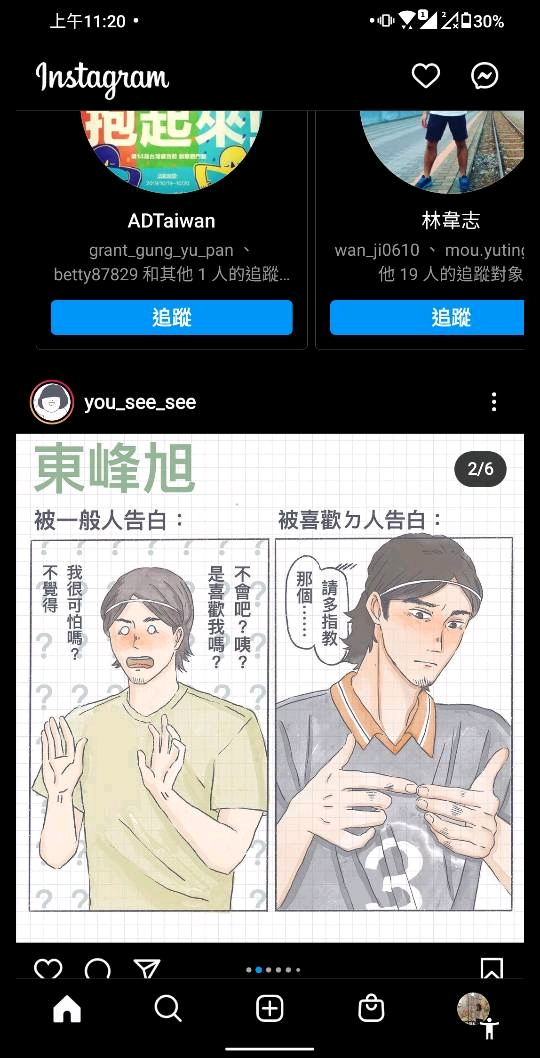 上午11:20
30%
Instagram
抱起來!
ADTaiwan
林韋志
grant_gung_yu_pan 、
betty87829 和其他 1 人的追蹤...
wan_ji0610 、 mou.yuting
他 19 人的追蹤對象
追蹤
追蹤
you_see_see
東峰旭
2/6
被一般人告白：
被喜歡ㄉ人告白：
不會吧？咦？
是喜歡我嗎？
我很可怕嗎？
不覺得
請多指教
那個……
3